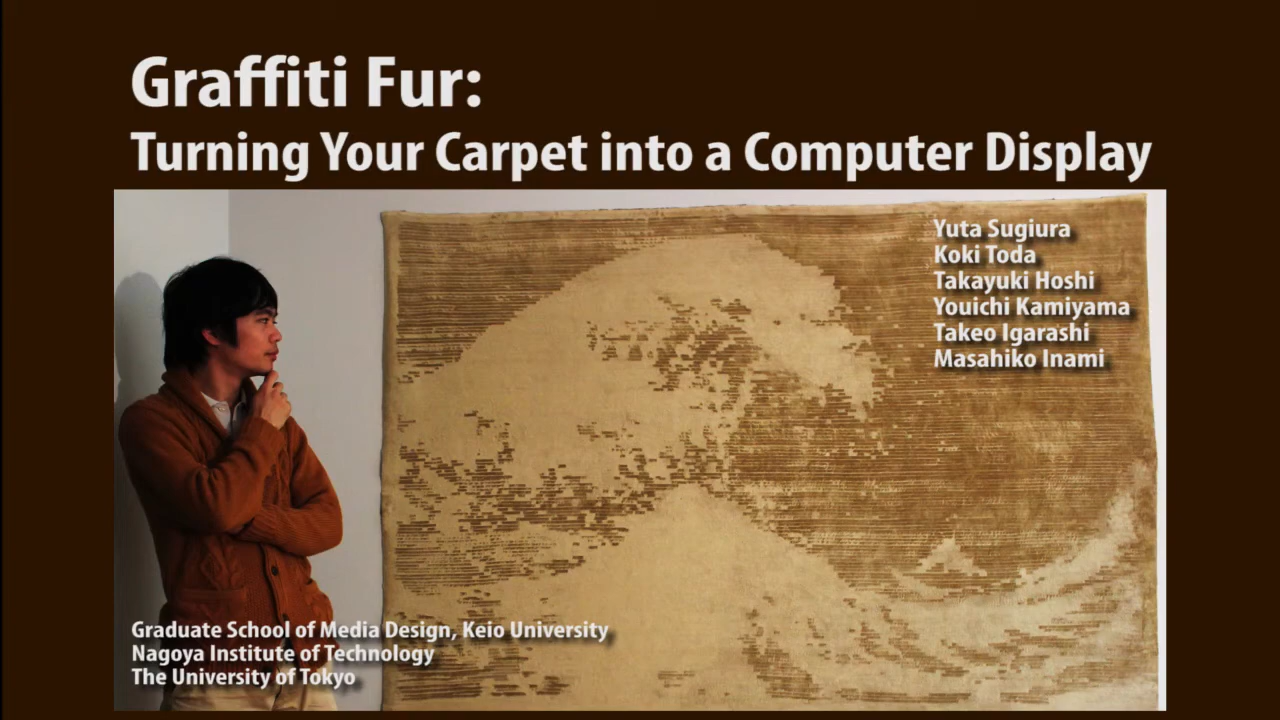 Graffiti Fur:
Turning Your Carpet into a Computer Display
Yuta Sugiura
Koki Toda
Takayuki Hoshi
Youichi Kamiyama
Takeo Igarashi
Masahiko Inami
Graduate School of Media Design, Keio University
Nagoya Institute of Technology
The University of Tokyo